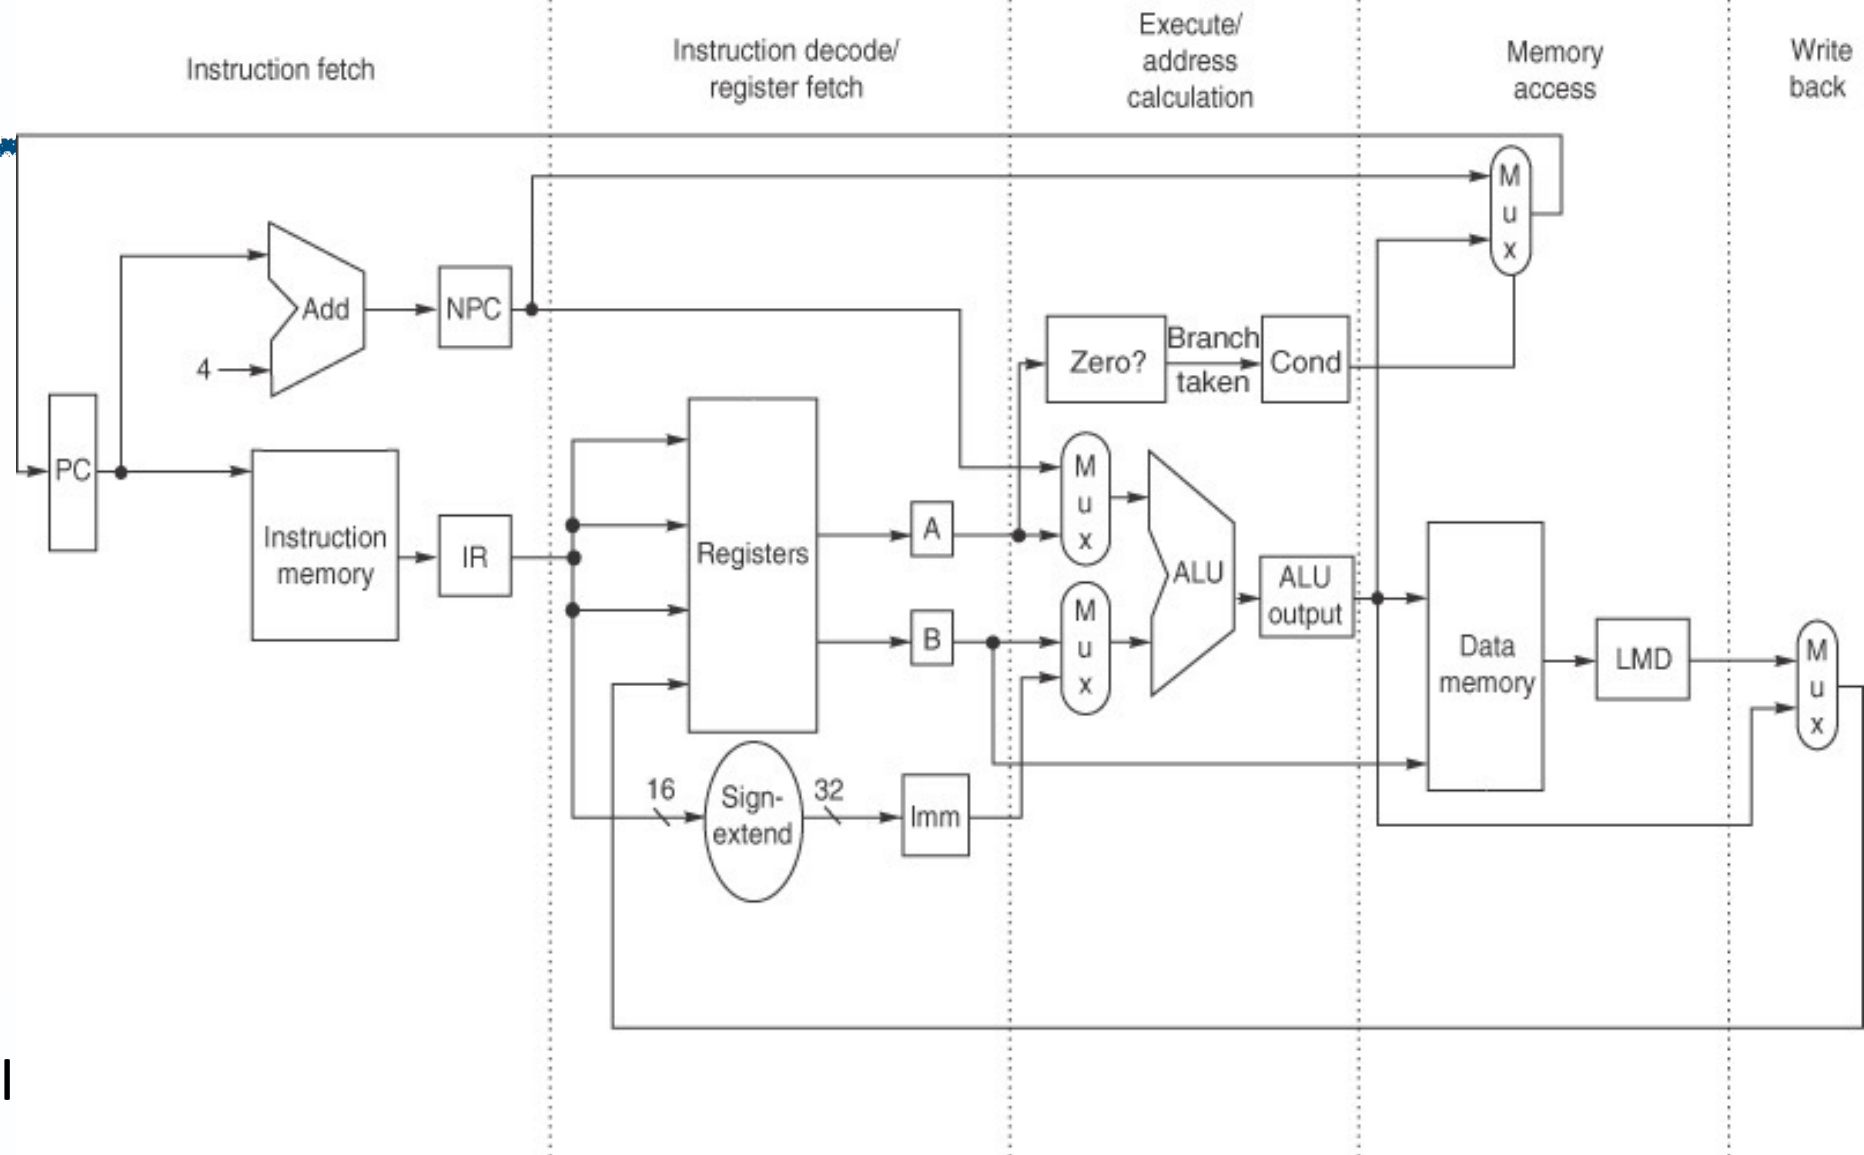 Instruction fetch
Instruction decode/
register fetch
Execute/
address
calculation
Memory
access
Write
back
M
u
x
Add
NPC
4
Zero?
Branch
taken
Cond
PC
Instruction
memory
IR
Registers
A
B
M
u
x
M
u
x
ALU
ALU
output
Data
memory
LMD
M
u
x
16
Sign-
extend
32
Imm